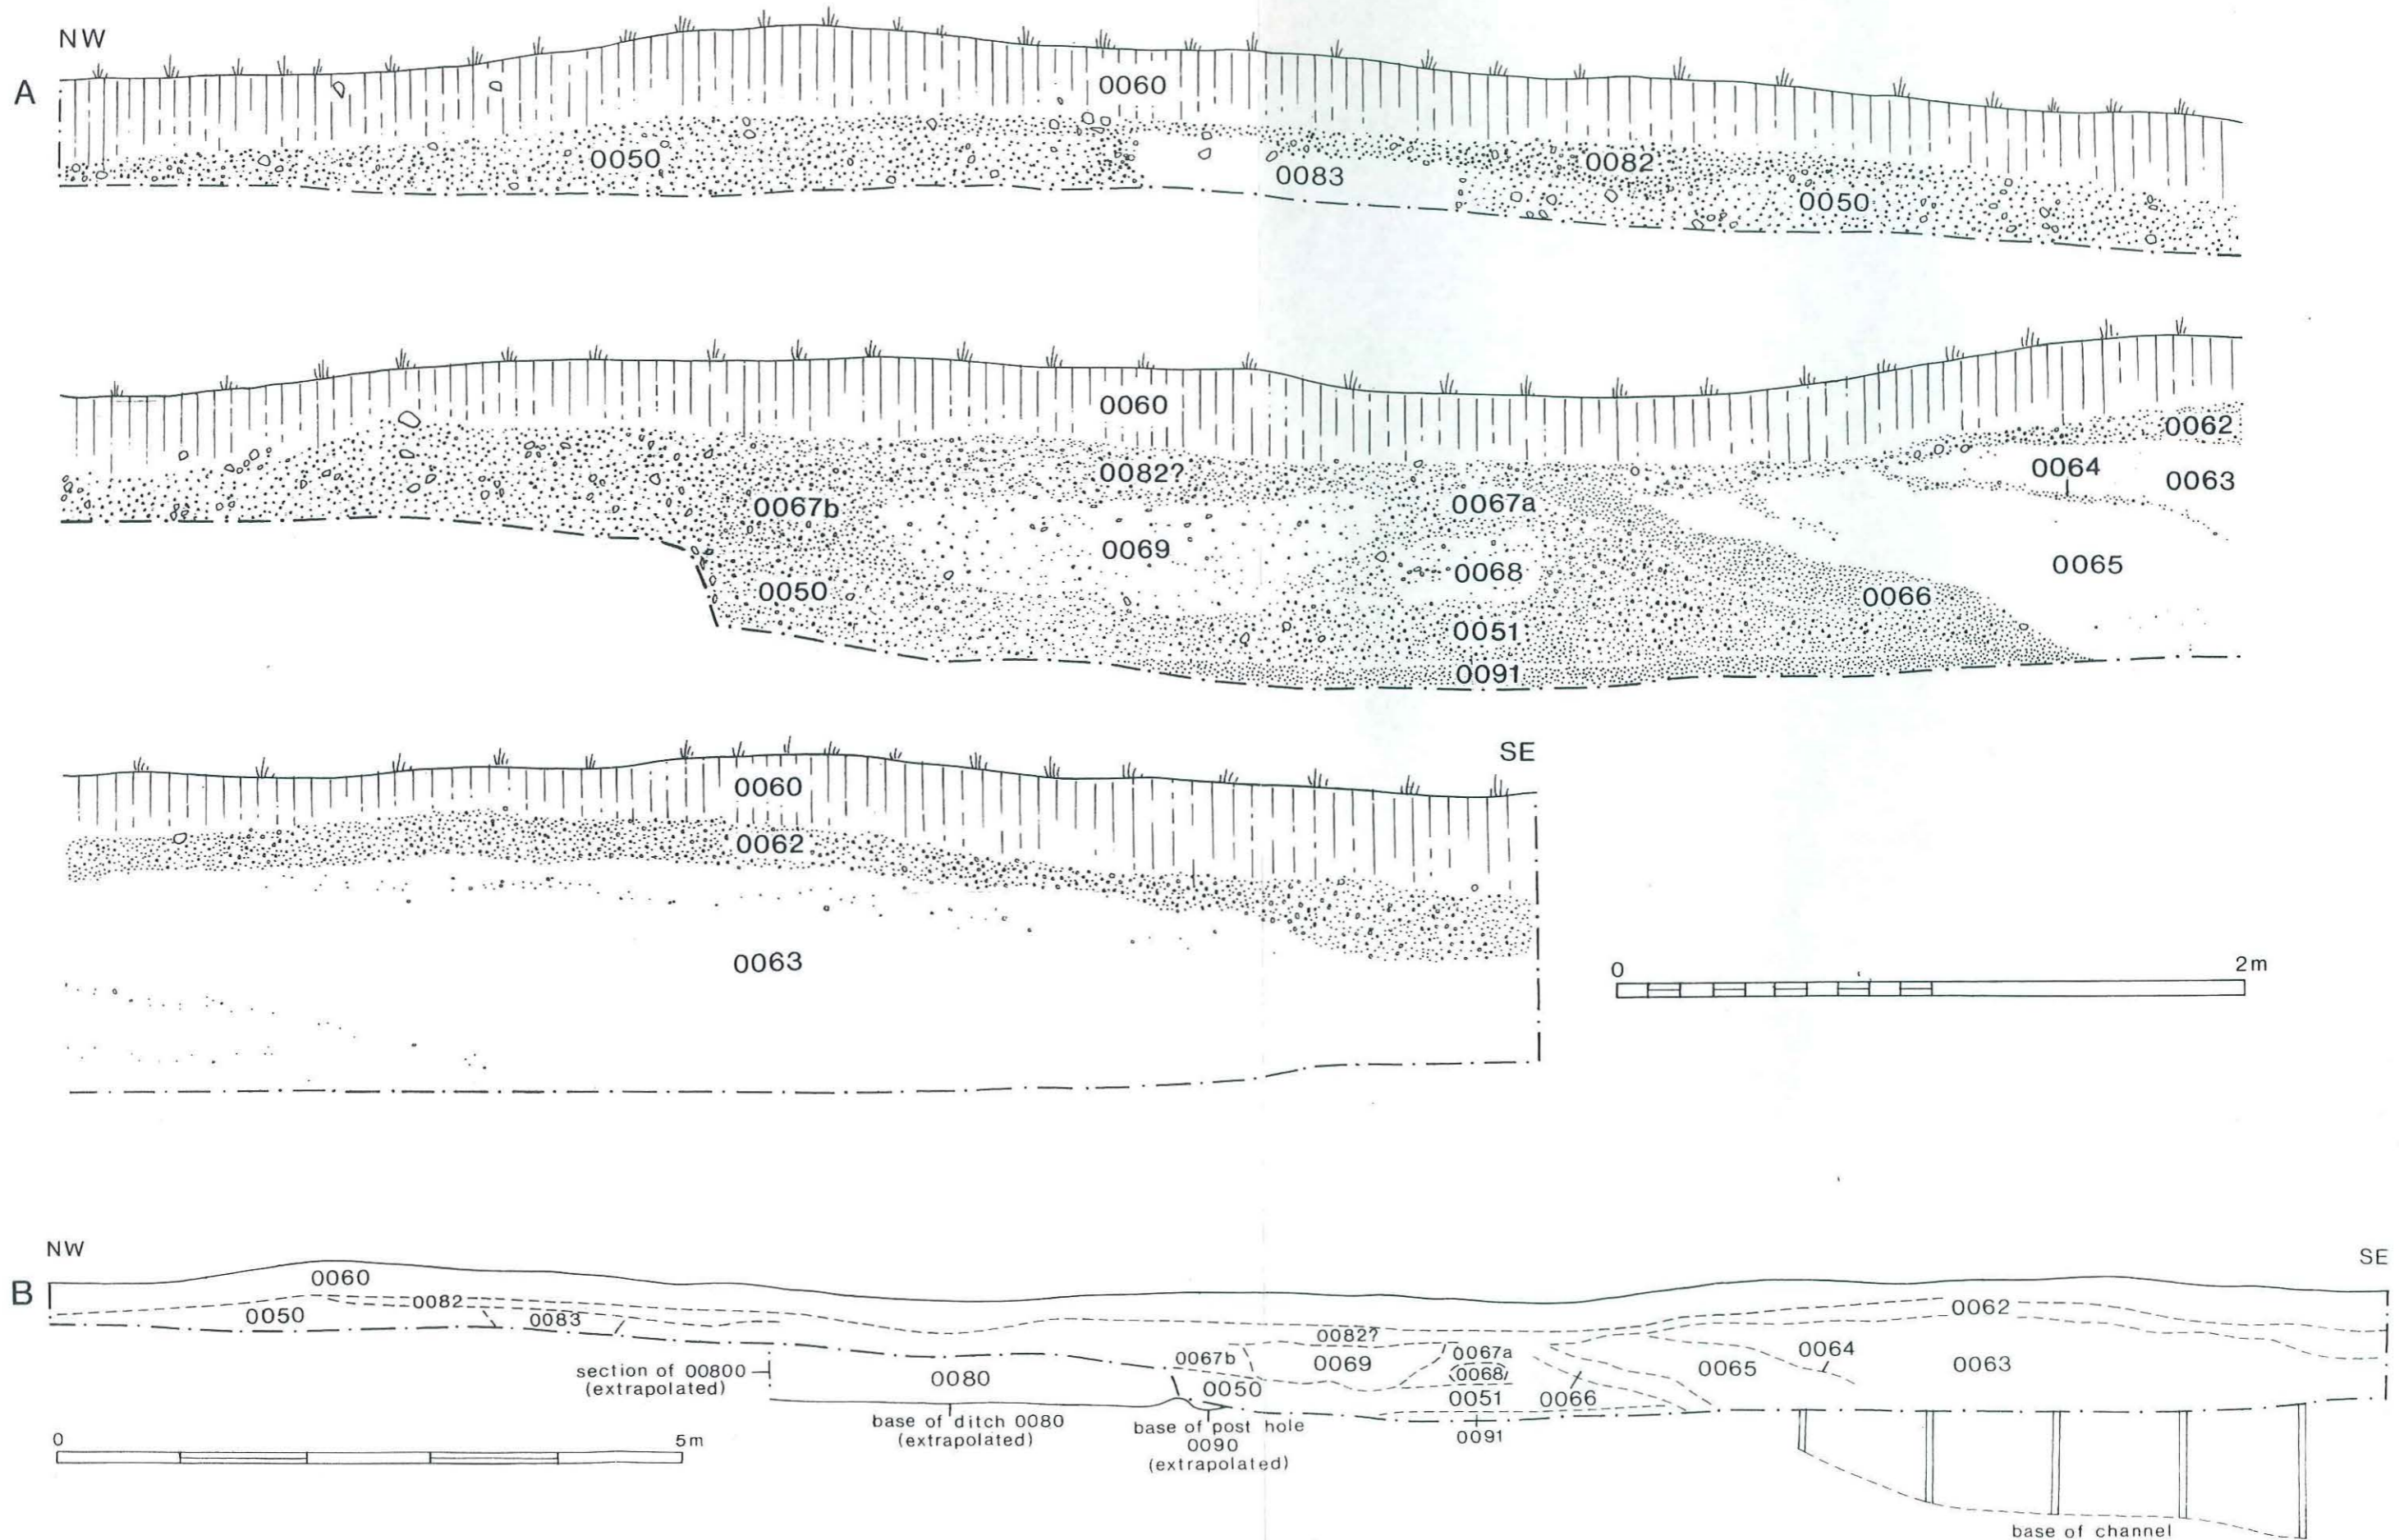 NW
A
0060
0050
0082
0083
0050
0060
0062
0082?
0064
0063
0067b
0067a
0069
0068
0065
0050
0066
0051
0091
SE
0060
0062
0063
0 2m
NW SE
B
0060
0062
0082
0050 0083
0082?
0067b 0069 0067a 0064
0065 0063
section of 00800
(extrapolated)
0080
0068
0050 0051 0066
base of ditch 0080
(extrapolated)
base of post hole
0090
(extrapolated)
0091
0 5m
base of channel